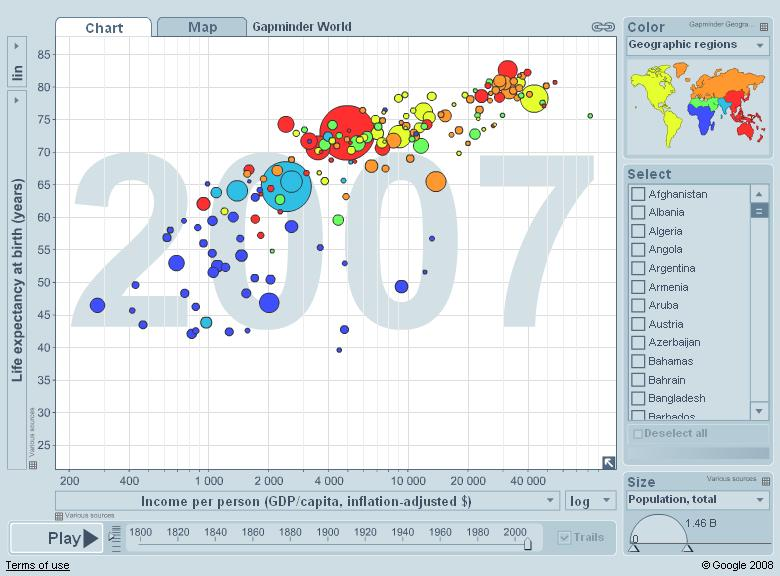 Chart
Map
Gapminder World
Color
Gapminder Geogra...
Geographic regions
lin
Life expectancy at birth (years)
Various sources
85
80
75
70
65
60
55
50
45
40
35
30
25
2007
200
400
1 000
2 000
4 000
10 000
20 000
40 000
Income per person (GDP/capita, inflation-adjusted $)
log
Various sources
Select
Afghanistan
Albania
Algeria
Angola
Argentina
Armenia
Aruba
Austria
Azerbaijan
Bahamas
Bahrain
Bangladesh
Barbados
Deselect all
Size
Various sources
Population, total
1.46 B
0
Play
1800 1820 1840 1860 1880 1900 1920 1940 1960 1980 2000
Trails
Terms of use
© Google 2008